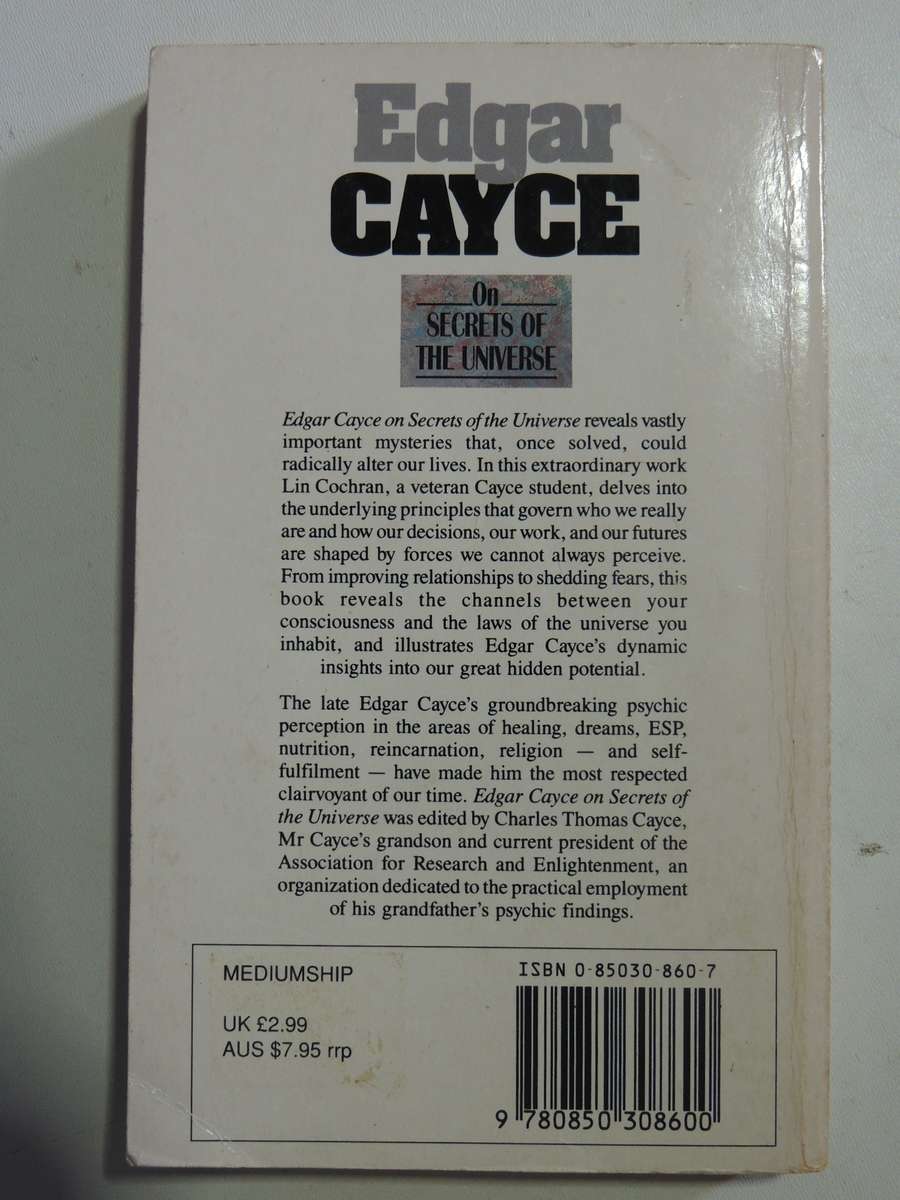 Edgar
CAYCE
On
SECRETS OF
THE UNIVERSE
Edgar Cayce on Secrets of the Universe reveals vastly
important mysteries that, once solved, could
radically alter our lives. In this extraordinary work
Lin Cochran, a veteran Cayce student, delves into
the underlying principles that govern who we really
are and how our decisions, our work, and our futures
are shaped by forces we cannot always perceive.
From improving relationships to shedding fears, this
book reveals the channels between your
consciousness and the laws of the universe you
inhabit, and illustrates Edgar Cayce's dynamic
insights into our great hidden potential.
The late Edgar Cayce's groundbreaking psychic
perception in the areas of healing, dreams, ESP,
nutrition, reincarnation, religion — and self-
fulfilment — have made him the most respected
clairvoyant of our time. Edgar Cayce on Secrets of
the Universe was edited by Charles Thomas Cayce,
Mr Cayce's grandson and current president of the
Association for Research and Enlightenment, an
organization dedicated to the practical employment
of his grandfather's psychic findings.
MEDIUMSHIP
UK £2.99
AUS $7.95 rrp
ISBN 0-85030-860-7
9 780850 308600